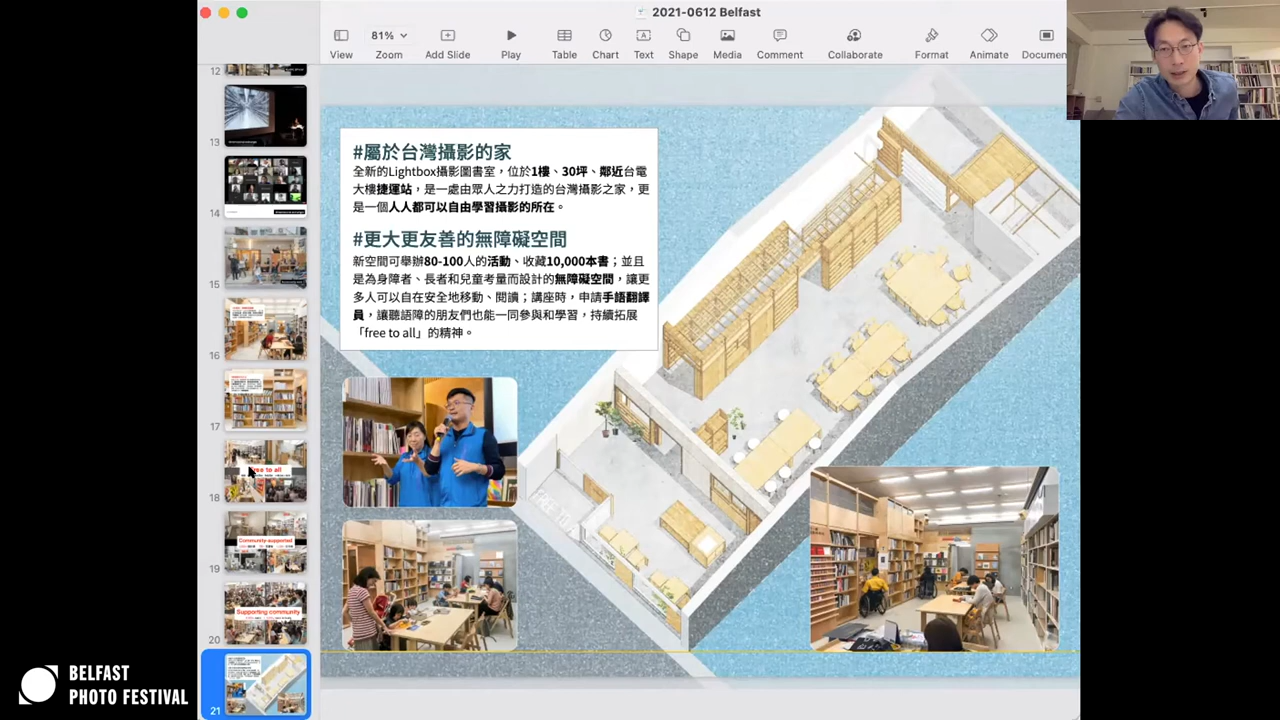 2021-0612 Belfast
81%
View
Zoom
Add Slide
Play
Table
Chart
Text
Shape
Media
Comment
Collaborate
Format
Animate
Documen
12
13
14
15
16
17
18
Free to all
19
Community-supported
20
Supporting community
21
#屬於台灣攝影的家
全新的Lightbox攝影圖書室，位於1樓、30坪、鄰近台電
大樓捷運站，是一處由眾人之力打造的台灣攝影之家，更
是一個人人都可以自由學習攝影的所在。
#更大更友善的無障礙空間
新空間可舉辦80-100人的活動、收藏10,000本書；並且
是為身障者、長者和兒童考量而設計的無障礙空間，讓更
多人可以自在安全地移動、閱讀；講座時，申請手語翻譯
員，讓聽語障的朋友們也能一同參與和學習，持續拓展
「free to all」的精神。
BELFAST
PHOTO FESTIVAL